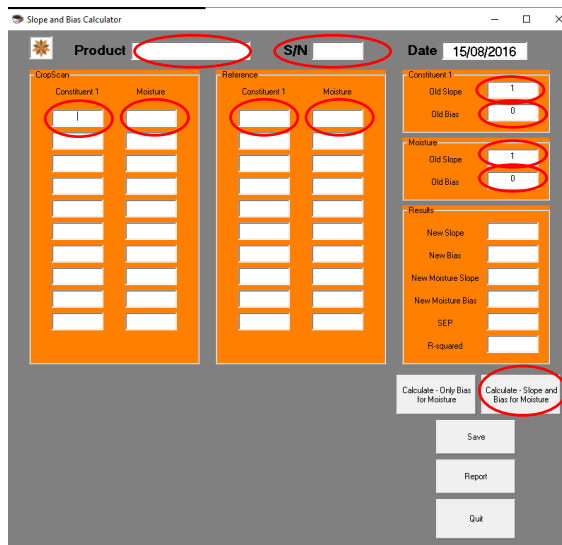 Slope and Bias Calculator
Product S/N Date 15/08/2016
CropScan Reference Constituent 1
Constituent 1 Moisture Constituent 1 Moisture Old Slope 1
Old Bias 0
Moisture
Old Slope 1
Old Bias 0
Results
New Slope
New Bias
New Moisture Slope
New Moisture Bias
SEP
R-squared
Calculate - Only Bias for Moisture
Calculate - Slope and Bias for Moisture
Save
Report
Quit